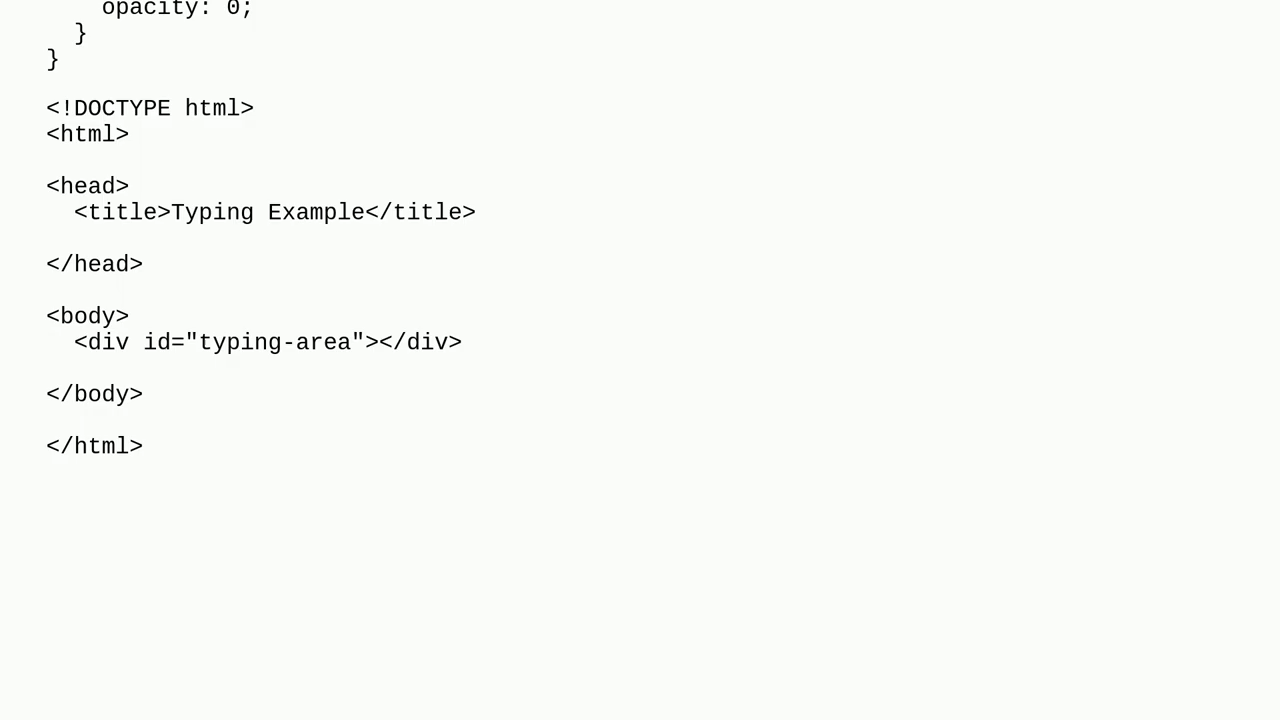 opacity: 0;
  }
}

<!DOCTYPE html>
<html>

<head>
  <title>Typing Example</title>

</head>

<body>
  <div id="typing-area"></div>

</body>

</html>